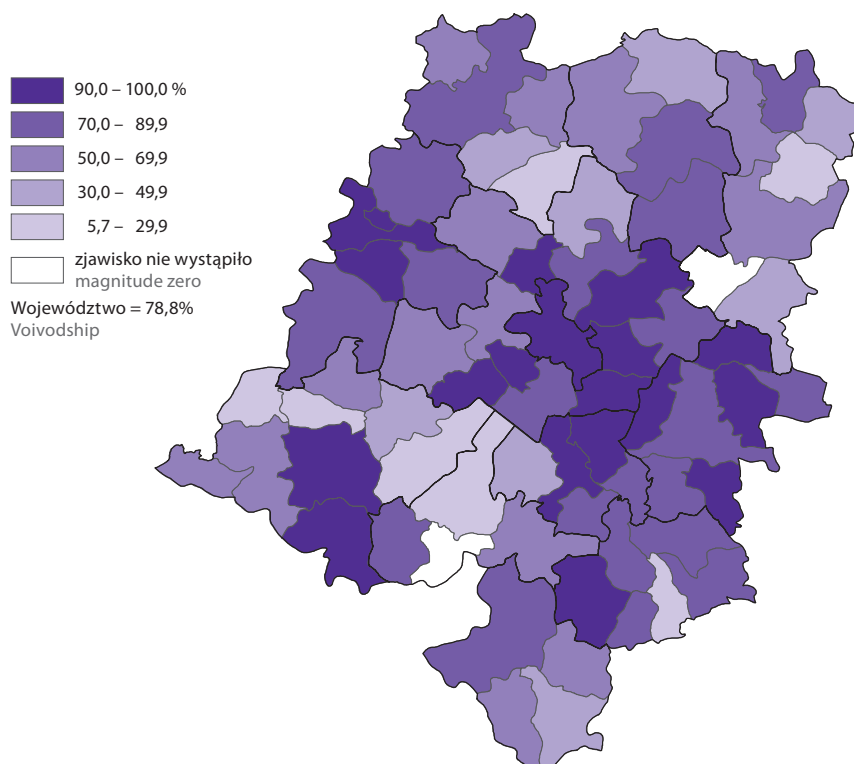 90,0 – 100,0 %
70,0 – 89,9
50,0 – 69,9
30,0 – 49,9
5,7 – 29,9
zjawisko nie wystąpiło
magnitude zero
Województwo = 78,8%
Voivodship